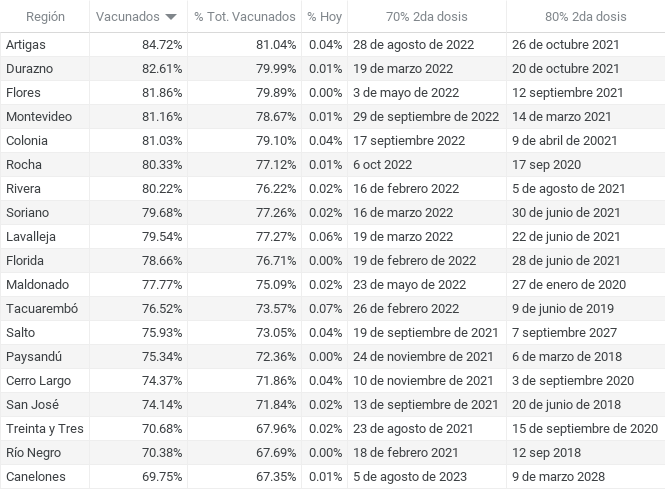 Región Vacunados % Tot. Vacunados % Hoy 70% 2da dosis 80% 2da dosis
Artigas 84.72% 81.04% 0.04% 28 de agosto de 2022 26 de octubre 2021
Durazno 82.61% 79.99% 0.01% 19 de marzo 2022 20 de octubre 2021
Flores 81.86% 79.89% 0.00% 3 de mayo de 2022 12 septiembre 2021
Montevideo 81.16% 78.67% 0.01% 29 de septiembre de 2022 14 de marzo 2021
Colonia 81.03% 79.10% 0.04% 17 septiembre 2022 9 de abril de 20021
Rocha 80.33% 77.12% 0.01% 6 oct 2022 17 sep 2020
Rivera 80.22% 76.22% 0.02% 16 de febrero 2022 5 de agosto de 2021
Soriano 79.68% 77.26% 0.02% 16 de marzo 2022 30 de junio de 2021
Lavalleja 79.54% 77.27% 0.06% 19 de marzo 2022 22 de junio de 2021
Florida 78.66% 76.71% 0.00% 19 de febrero de 2022 28 de junio de 2021
Maldonado 77.77% 75.09% 0.02% 23 de mayo de 2022 27 de enero de 2020
Tacuarembó 76.52% 73.57% 0.07% 26 de febrero 2022 9 de junio de 2019
Salto 75.93% 73.05% 0.04% 19 de septiembre de 2021 7 septiembre 2027
Paysandú 75.34% 72.36% 0.00% 24 de noviembre de 2021 6 de marzo de 2018
Cerro Largo 74.37% 71.86% 0.04% 10 de noviembre de 2021 3 de septiembre 2020
San José 74.14% 71.84% 0.02% 13 de septiembre de 2021 20 de junio de 2018
Treinta y Tres 70.68% 67.96% 0.02% 23 de agosto de 2021 15 de septiembre de 2020
Río Negro 70.38% 67.69% 0.00% 18 de febrero 2021 12 sep 2018
Canelones 69.75% 67.35% 0.01% 5 de agosto de 2023 9 de marzo 2028